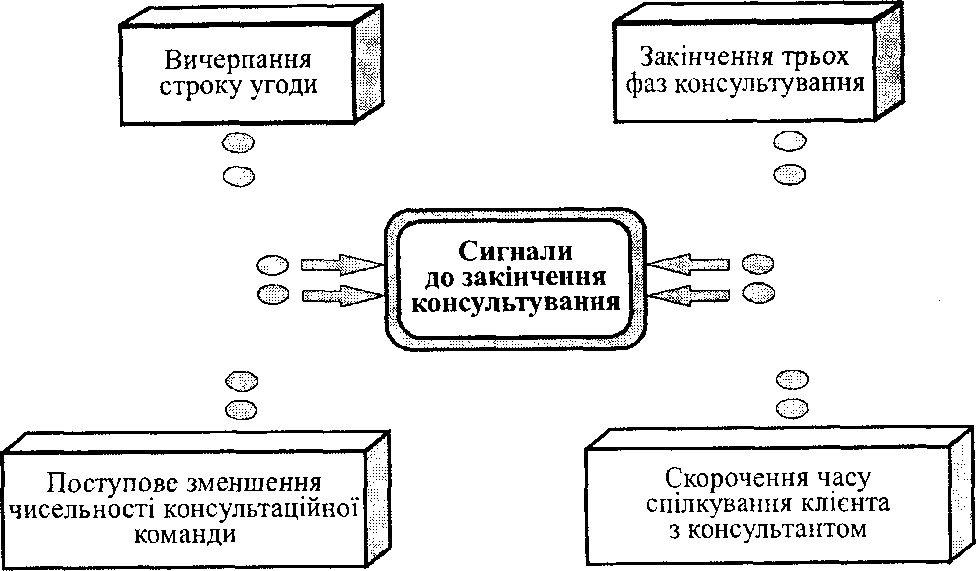 Вичерпання
строку угоди
Закінчення трьох
фаз консультування
Сигнали
до закінчення
консультування
Поступове зменшення
чисельності консультаційної
команди
Скорочення часу
спілкування клієнта
з консультантом